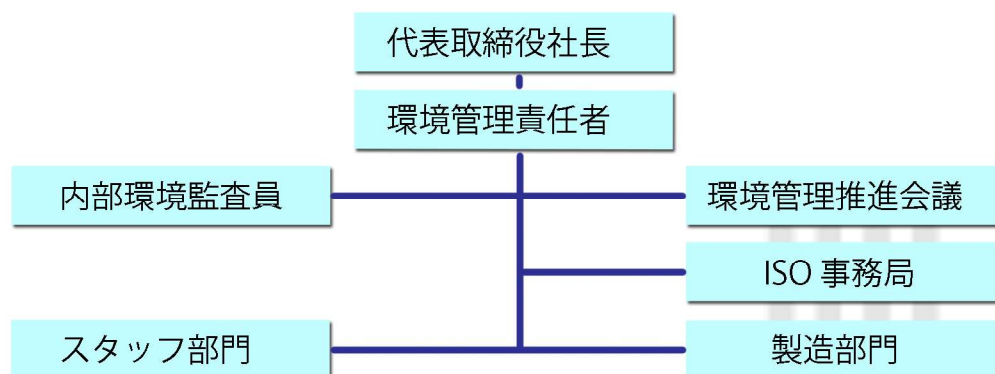 代表取締役社長
環境管理責任者
内部環境監査員
環境管理推進会議
ISO 事務局
スタッフ部門
製造部門